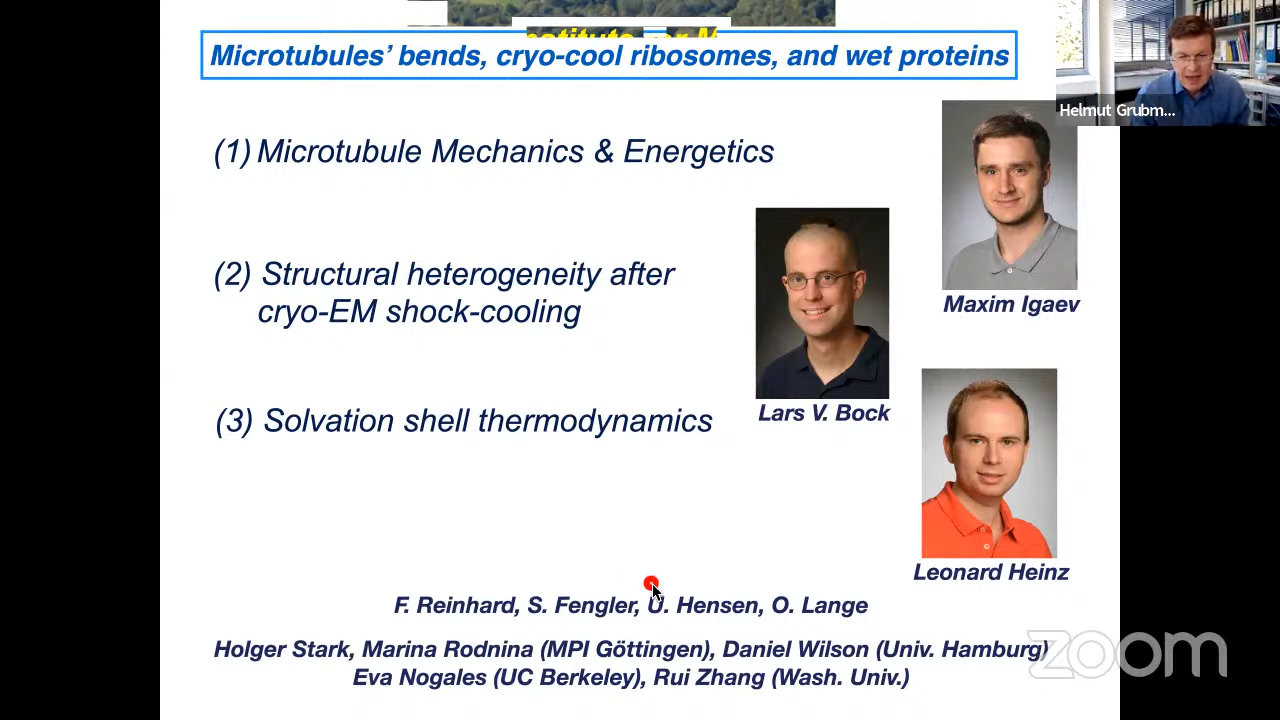 Microtubules’ bends, cryo-cool ribosomes, and wet proteins
Helmut Grubm...
(1) Microtubule Mechanics & Energetics
Maxim Igaev
(2) Structural heterogeneity after
cryo-EM shock-cooling
Lars V. Bock
(3) Solvation shell thermodynamics
Leonard Heinz
F. Reinhard, S. Fengler, U. Hensen, O. Lange
Holger Stark, Marina Rodnina (MPI Göttingen), Daniel Wilson (Univ. Hamburg)
Eva Nogales (UC Berkeley), Rui Zhang (Wash. Univ.)
zoom